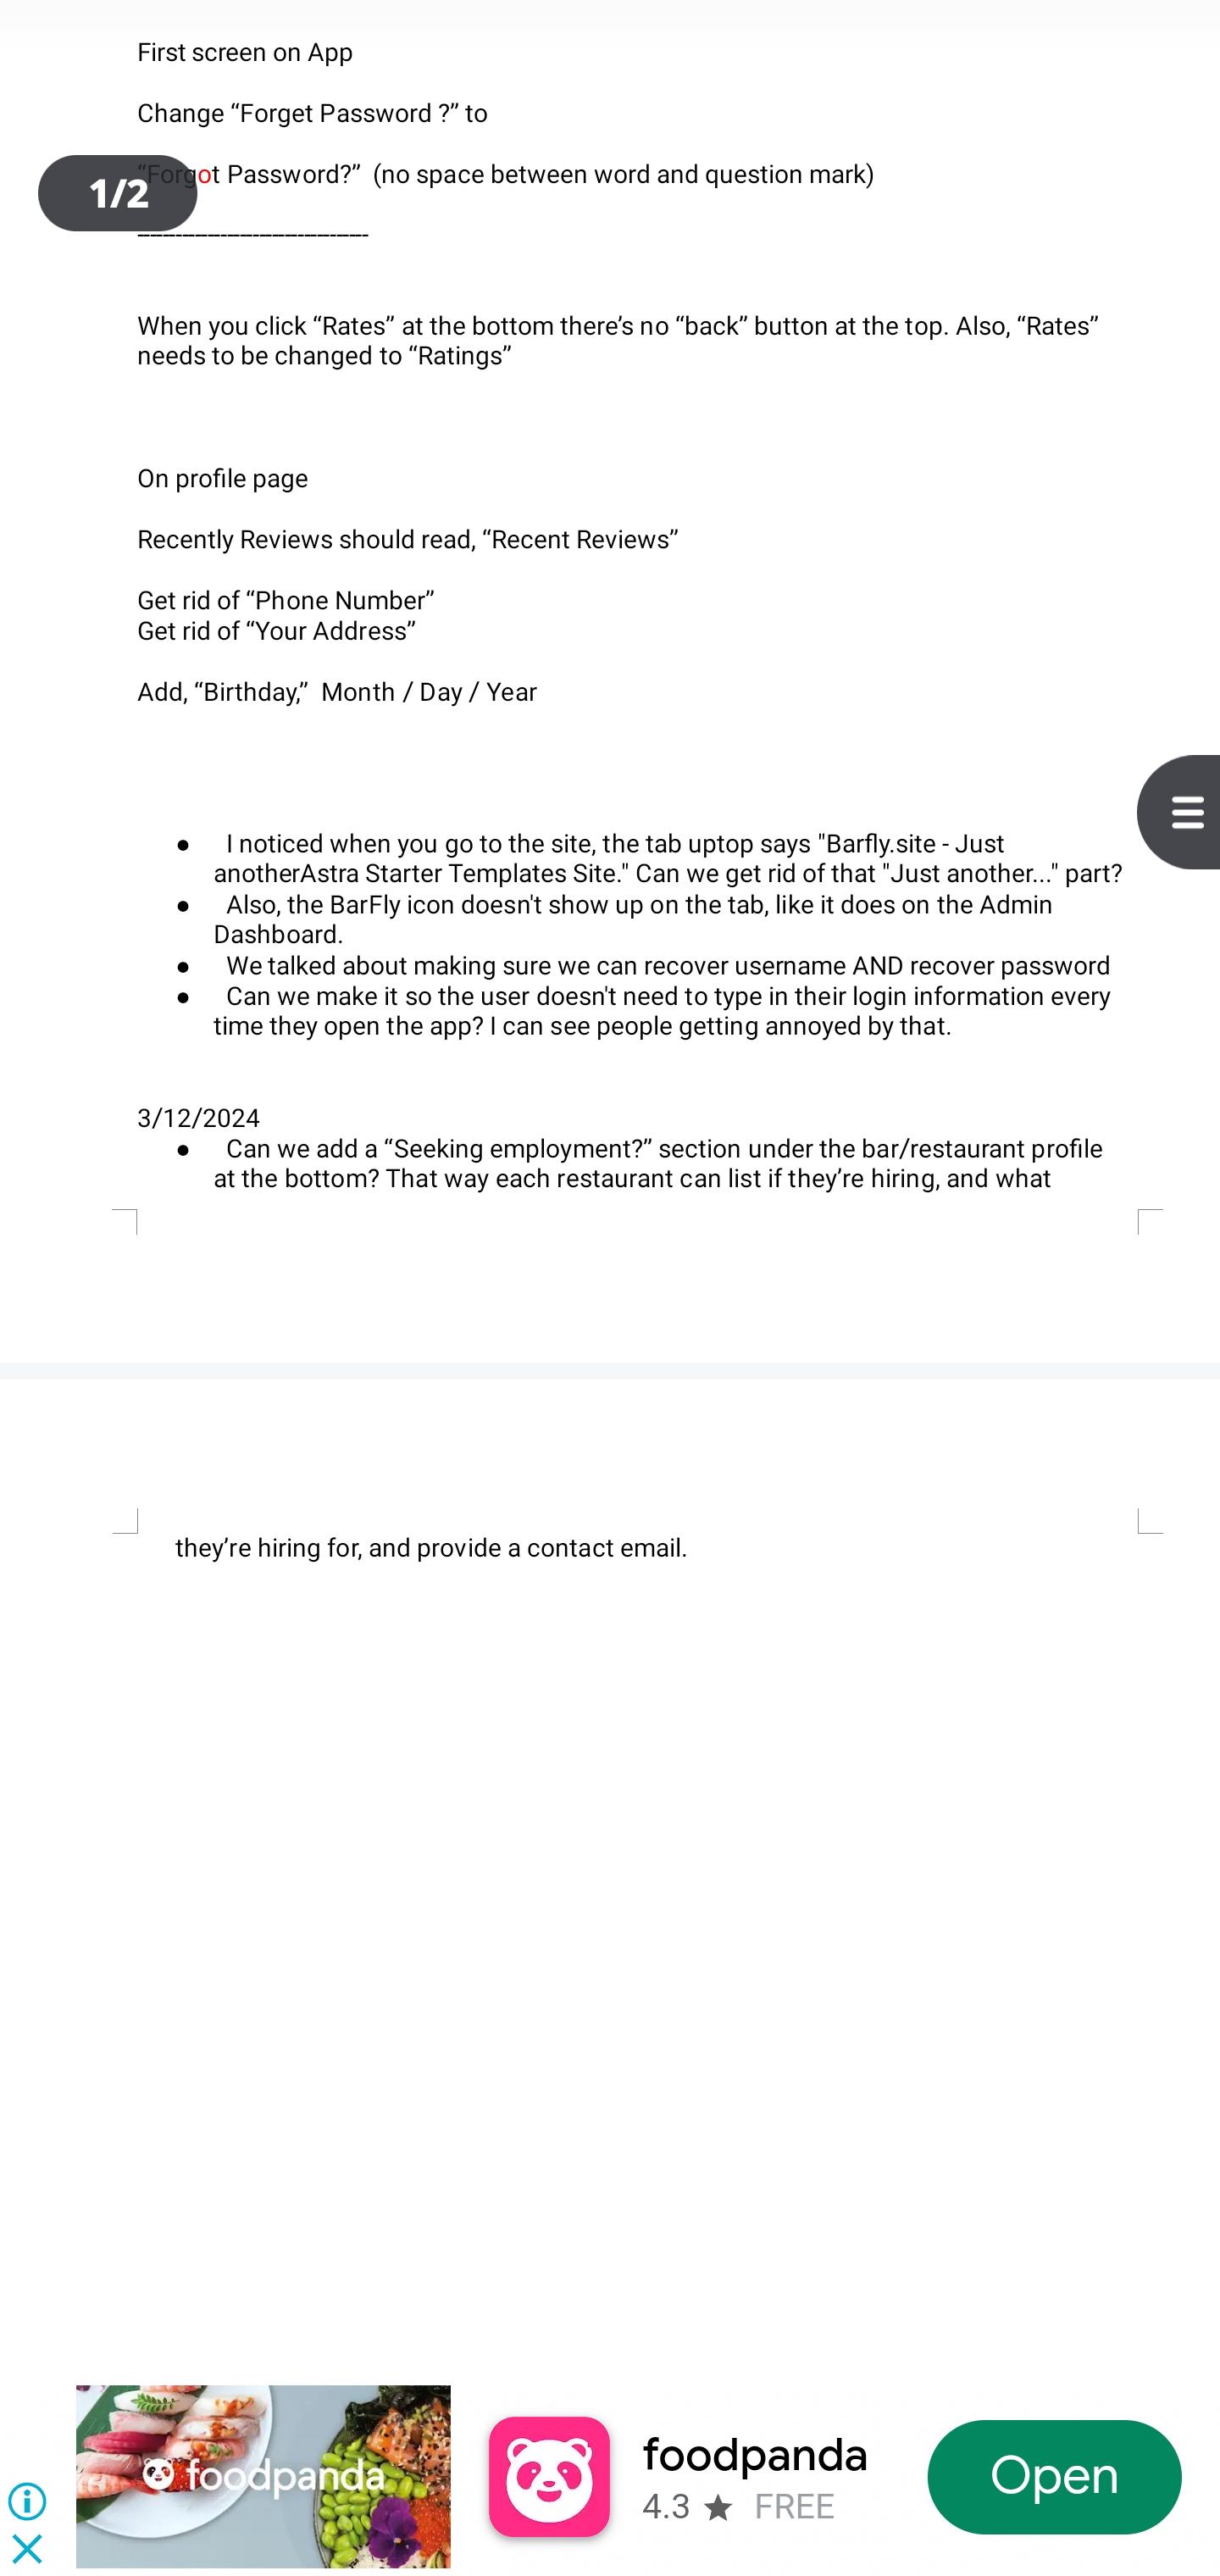 First screen on App
Change “Forget Password ?” to
“Forgot Password?”  (no space between word and question mark)
1/2
--------------------------------
When you click “Rates” at the bottom there’s no “back” button at the top. Also, “Rates”
needs to be changed to “Ratings”
On profile page
Recently Reviews should read, “Recent Reviews”
Get rid of “Phone Number”
Get rid of “Your Address”
Add, “Birthday,”  Month / Day / Year
● I noticed when you go to the site, the tab uptop says "Barfly.site - Just
anotherAstra Starter Templates Site." Can we get rid of that "Just another..." part?
● Also, the BarFly icon doesn't show up on the tab, like it does on the Admin
Dashboard.
● We talked about making sure we can recover username AND recover password
● Can we make it so the user doesn't need to type in their login information every
time they open the app? I can see people getting annoyed by that.
3/12/2024
● Can we add a “Seeking employment?” section under the bar/restaurant profile
at the bottom? That way each restaurant can list if they’re hiring, and what
they’re hiring for, and provide a contact email.
foodpanda
foodpanda
4.3 ★ FREE
Open